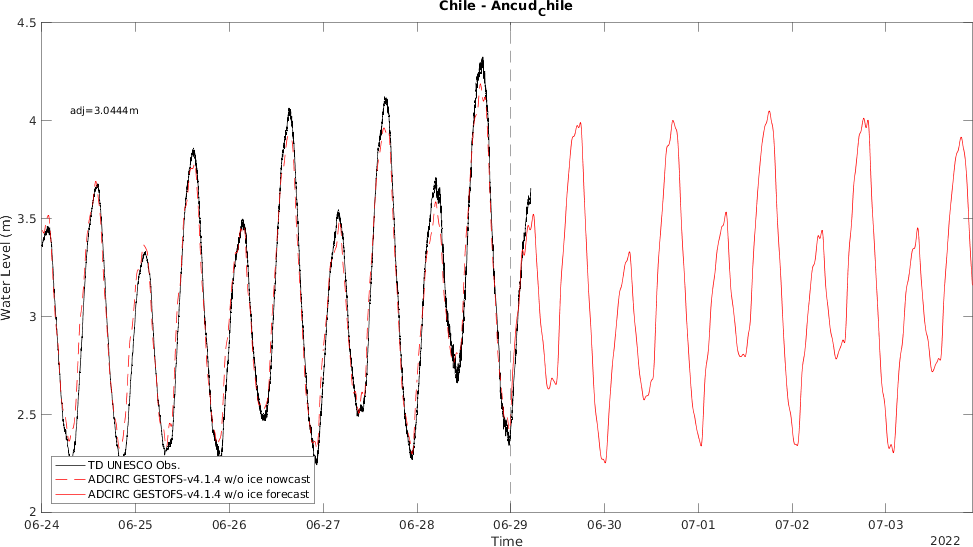 Chile - Ancud_Chile
4.5
4
3.5
3
2.5
2
Water Level (m)
adj=3.0444m
TD UNESCO Obs.
ADCIRC GESTOFS-v4.1.4 w/o ice nowcast
ADCIRC GESTOFS-v4.1.4 w/o ice forecast
06-24 06-25 06-26 06-27 06-28 06-29 06-30 07-01 07-02 07-03
Time
2022